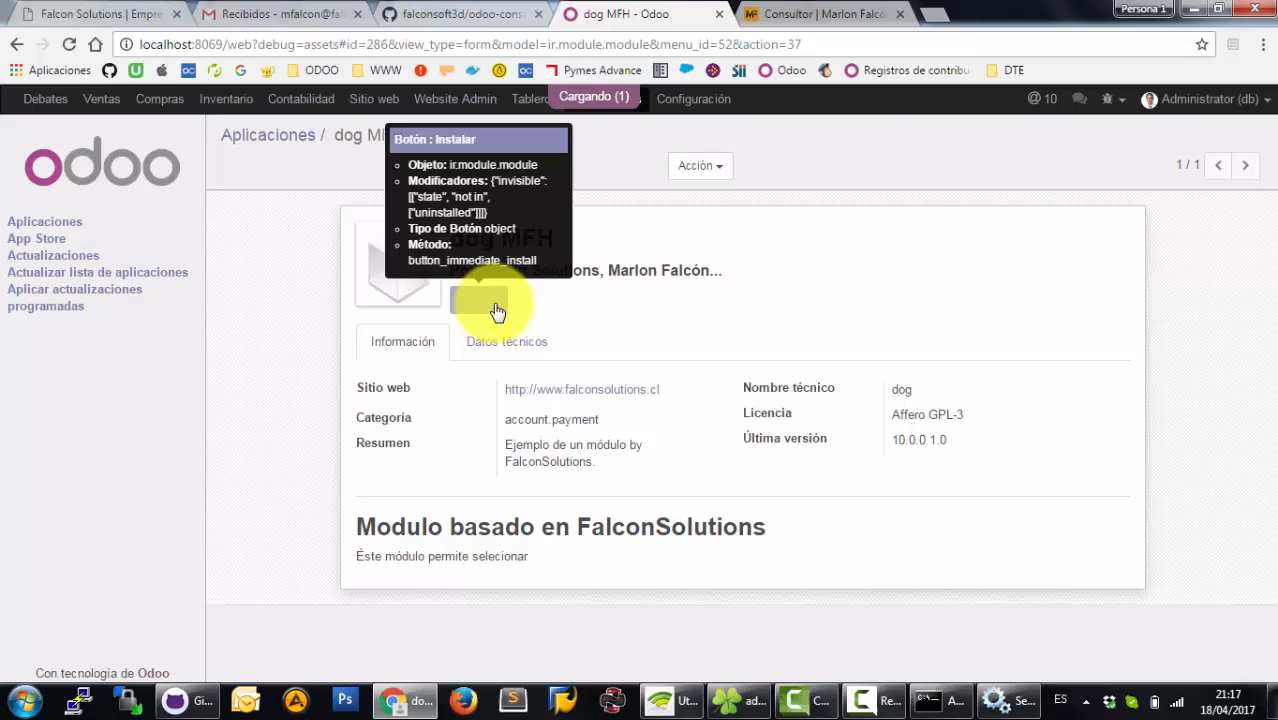 Falcon Solutions | Empre
Recibidos - mfalcon@fa
falconsoft3d/odoo-cons
dog MFH - Odoo
Consultor | Marlon Falc
Persona 1
localhost:8069/web?debug=assets#id=286&view_type=form&model=ir.module.module&menu_id=52&action=37
Aplicaciones
ODOO
WWW
Pymes Advance
Odoo
Registros de contribu
DTE
Debates
Ventas
Compras
Inventario
Contabilidad
Sitio web
Website Admin
Tablero
Cargando (1)
Configuración
@ 10
Administrator (db)
odoo
Aplicaciones / dog MF
Botón : Instalar
Objeto: ir.module.module
Modificadores: {"invisible":
[["state", "not in",
["uninstalled"]]]}
Tipo de Botón object
Método:
button_immediate_install
Acción
1 / 1
Aplicaciones
App Store
Actualizaciones
Actualizar lista de aplicaciones
Aplicar actualizaciones
programadas
dog MFH
Solutions, Marlon Falcón...
Información
Datos técnicos
Sitio web
http://www.falconsolutions.cl
Categoría
account.payment
Resumen
Ejemplo de un módulo by
FalconSolutions.
Nombre técnico
dog
Licencia
Affero GPL-3
Última versión
10.0.0.1.0
Modulo basado en FalconSolutions
Éste módulo permite selecionar
Con tecnología de Odoo
Gi...
Ps
do...
S
Ut...
ad...
C...
Re...
A...
Se...
ES
21:17
18/04/2017